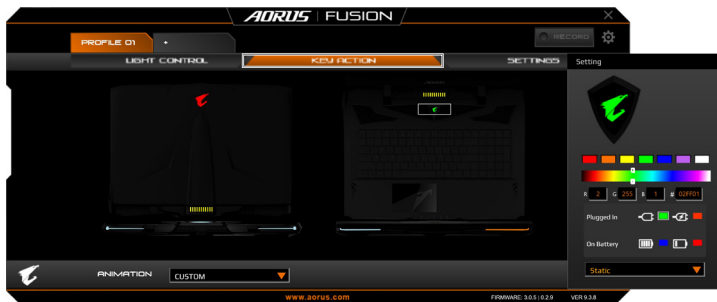 AORUS | FUSION
PROFILE 01 +
RECORD
LIGHT CONTROL KEY ACTION SETTINGS
Setting
R 2 G 255 B 1 # 02FF01
Plugged In
On Battery
Static
ANIMATION CUSTOM
www.aorus.com FIRMWARE: 3.0.5 | 0.2.9 VER 9.3.8